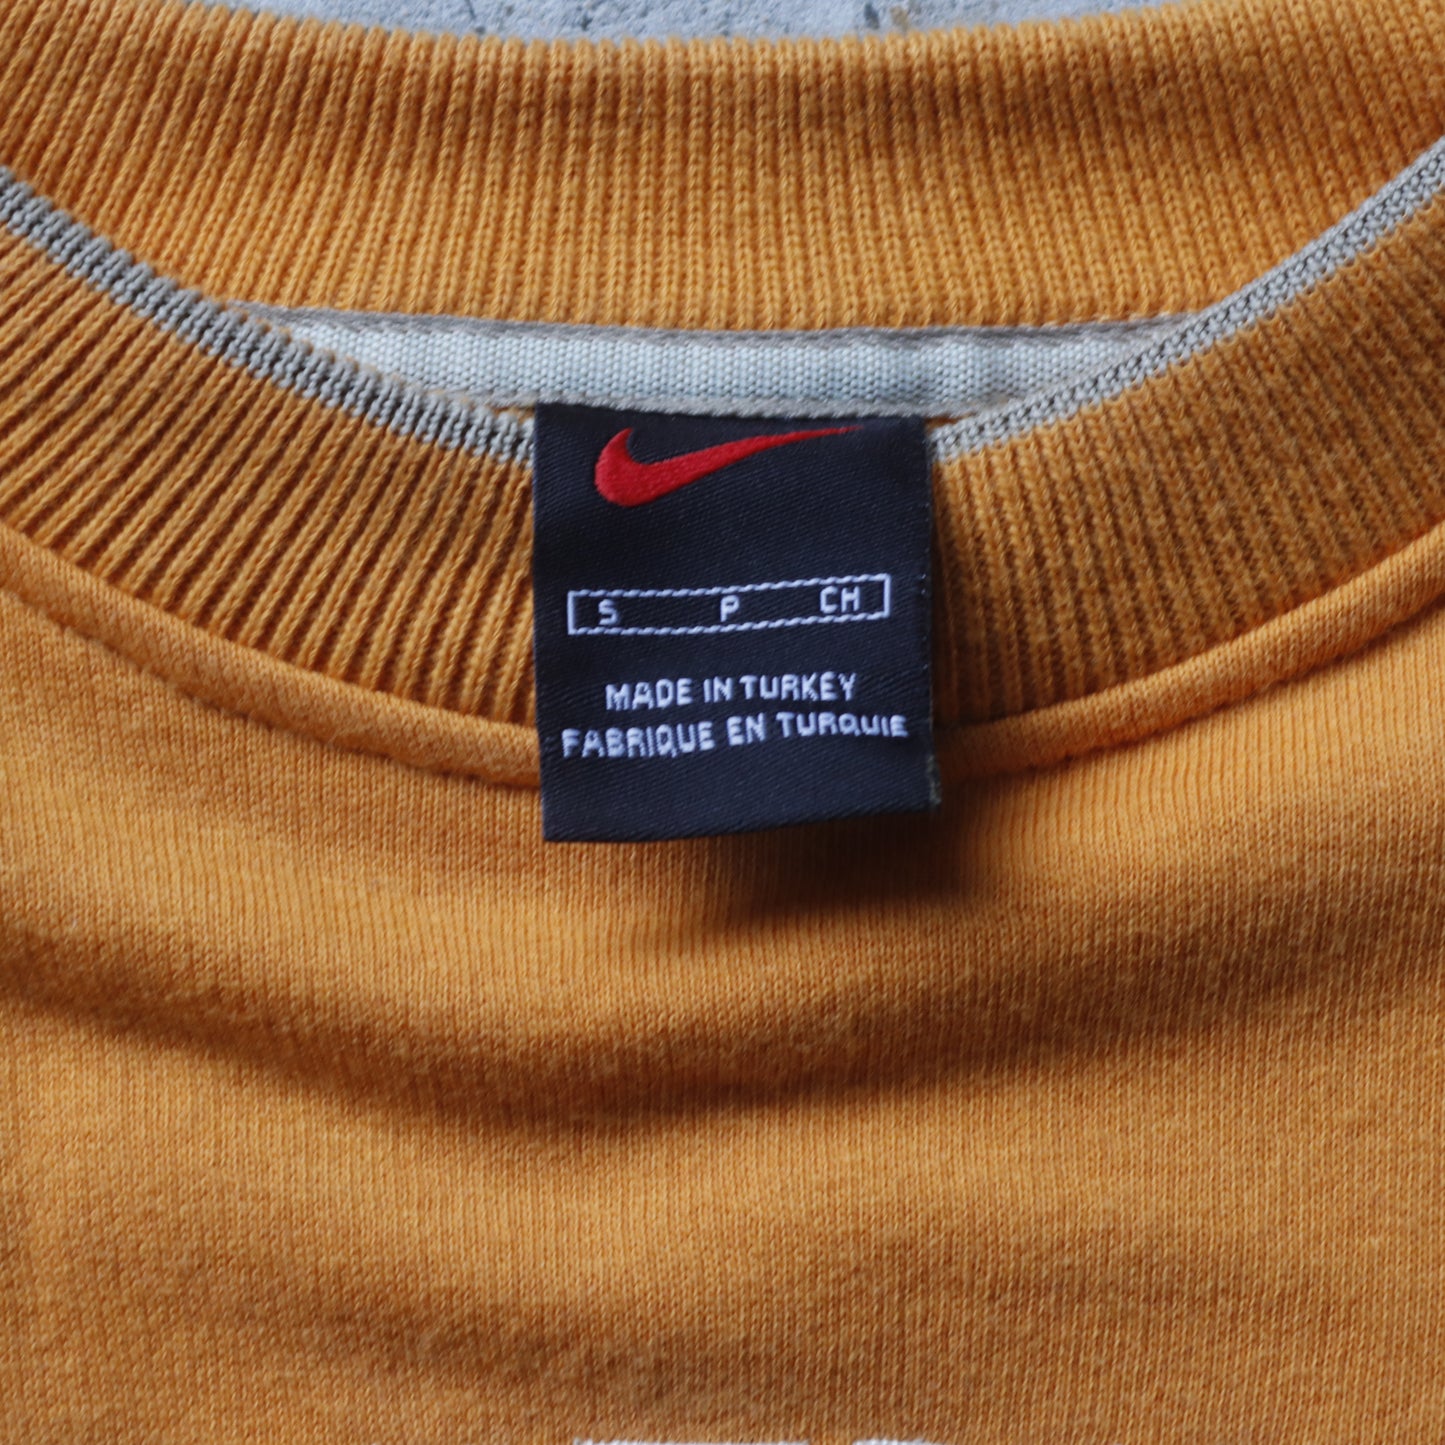 S P CH
MADE IN TURKEY
FABRIQUE EN TURQUIE